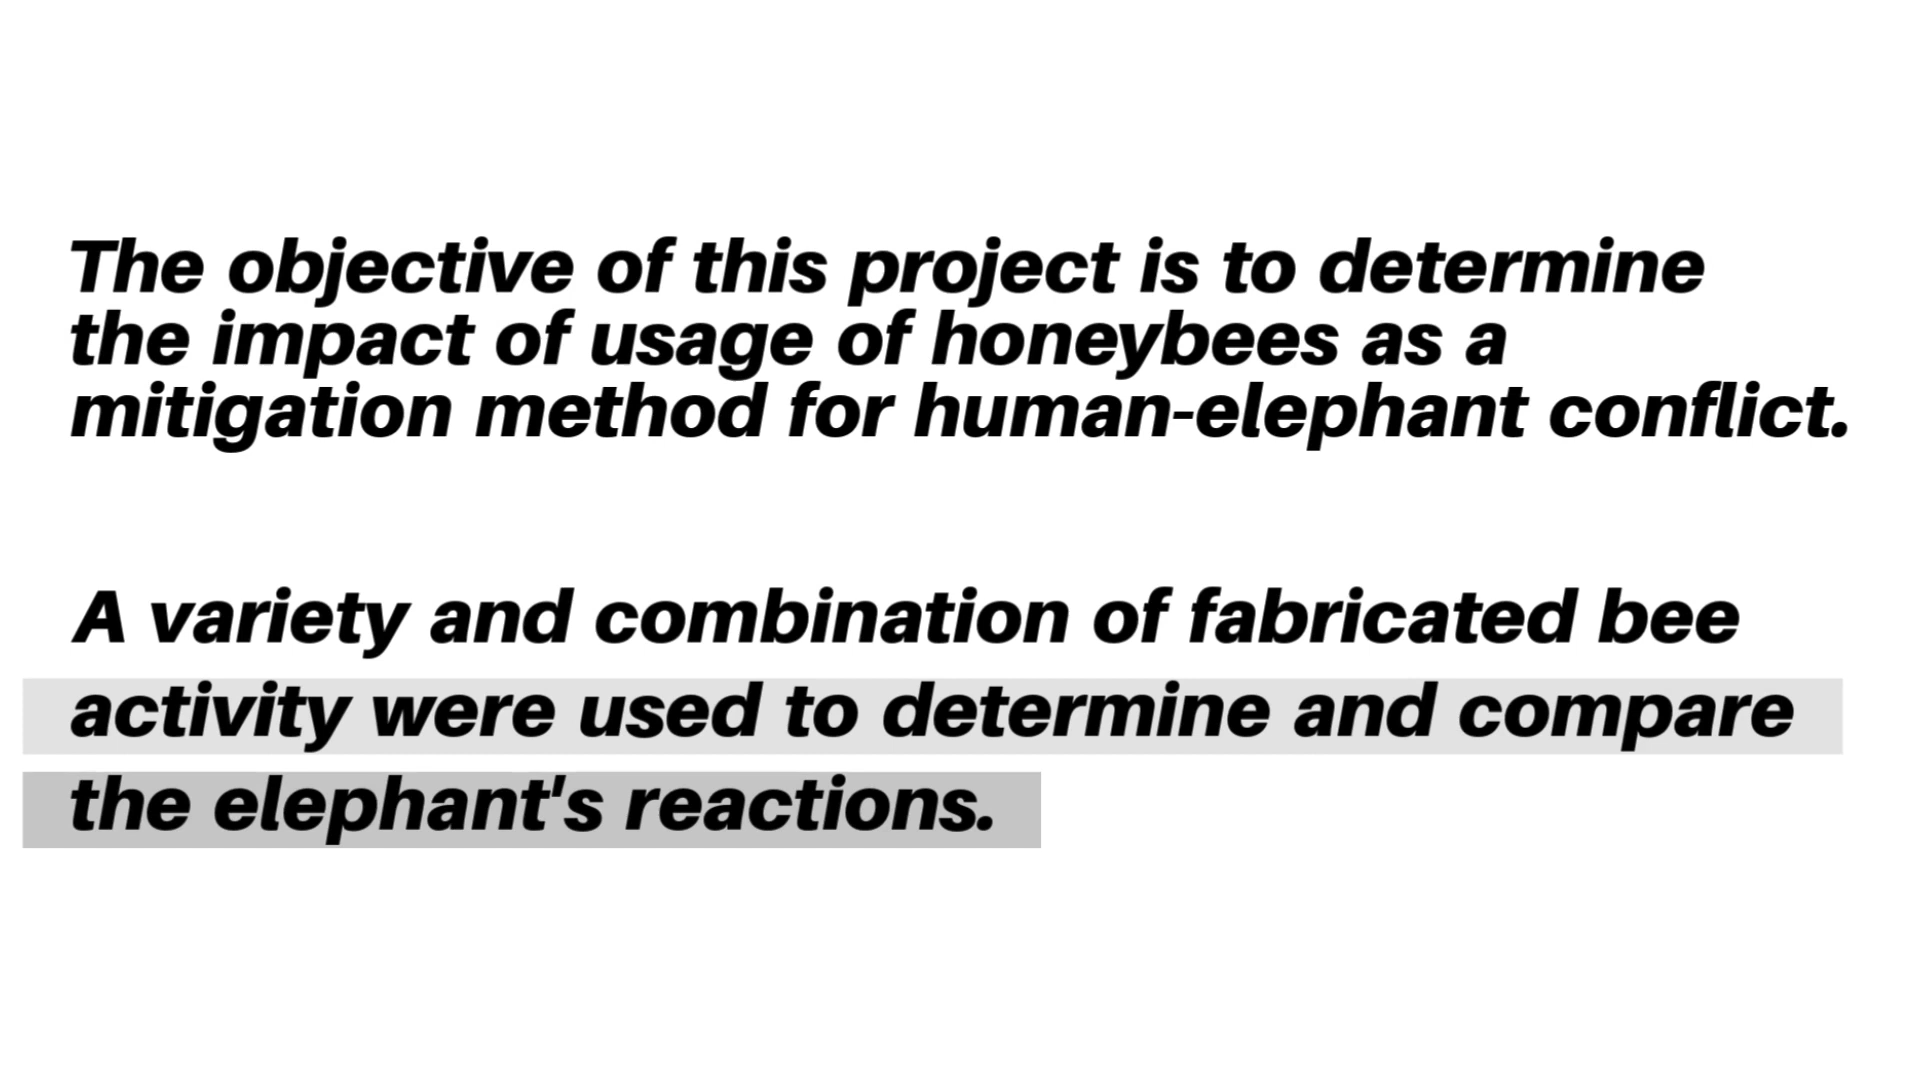 The objective of this project is to determine
the impact of usage of honeybees as a
mitigation method for human-elephant conflict.
A variety and combination of fabricated bee
activity were used to determine and compare
the elephant's reactions.